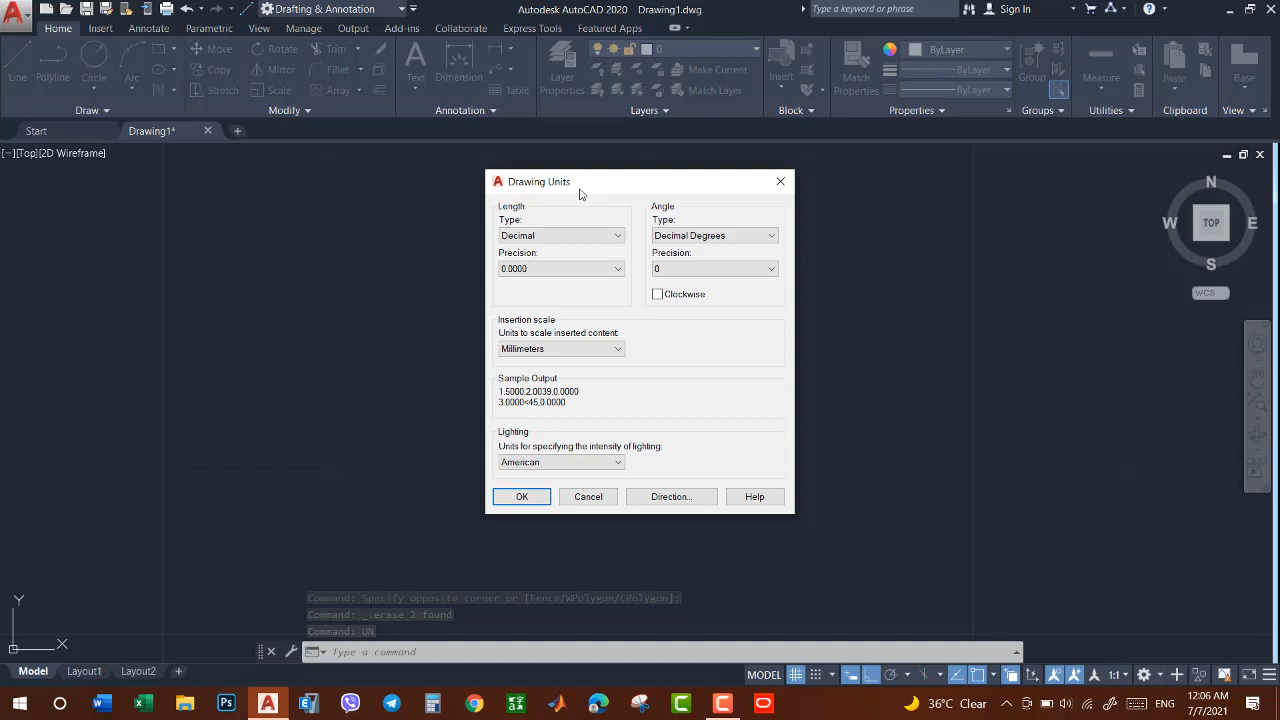 Drafting & Annotation
Autodesk AutoCAD 2020 Drawing1.dwg
Type a keyword or phrase
Sign In
Home Insert Annotate Parametric View Manage Output Add-ins Collaborate Express Tools Featured Apps
Line Polyline Circle Arc
Move Rotate Trim
Copy Mirror Fillet
Stretch Scale Array
Text Dimension
Table
Layer Properties
0
Make Current
Match Layer
Insert
Match Properties
ByLayer
ByLayer
ByLayer
Group
Measure
Paste
Base
Draw Modify Annotation Layers Block Properties Groups Utilities Clipboard View
Start Drawing1*
[−][Top][2D Wireframe]
N
W TOP E
S
WCS
Drawing Units
Length
Type:
Decimal
Precision:
0.0000
Angle
Type:
Decimal Degrees
Precision:
0
Clockwise
Insertion scale
Units to scale inserted content:
Millimeters
Sample Output
1.5000,2.0039,0.0000
3.0000<45,0.0000
Lighting
Units for specifying the intensity of lighting:
American
OK Cancel Direction... Help
Command: Specify opposite corner or [Fence/WPolygon/CPolygon]:
Command: _.erase 2 found
Command: UN
Type a command
Y
X
Model Layout1 Layout2
MODEL
1:1
36°C Clear
ENG
12:06 AM
7/7/2021